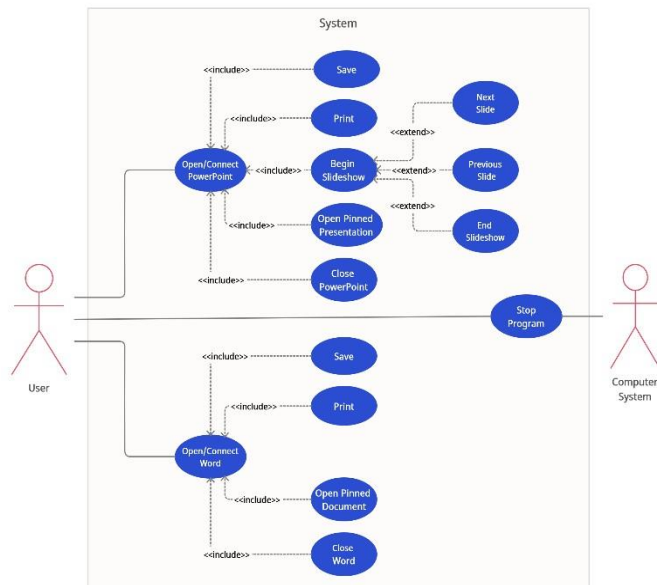 System
<<include>>
Save
Next
Slide
<<include>>
Print
<<extend>>
Open/Connect
PowerPoint
<<include>>
Begin
Slideshow
<<extend>>
Previous
Slide
<<extend>>
<<include>>
Open Pinned
Presentation
End
Slideshow
<<include>>
Close
PowerPoint
Stop
Program
User
Computer
System
<<include>>
Save
<<include>>
Print
Open/Connect
Word
<<include>>
Open Pinned
Document
<<include>>
Close
Word